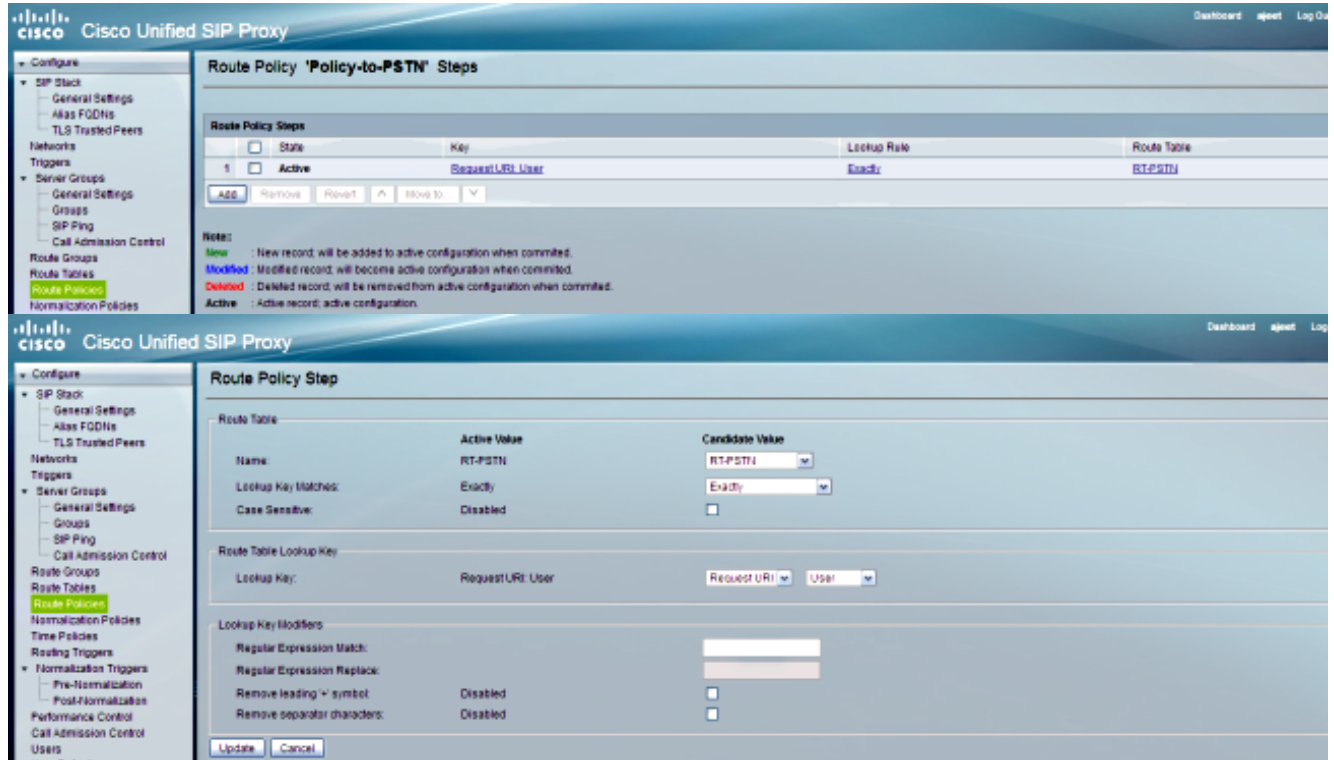 cisco Cisco Unified SIP Proxy
Dashboard ajeet Log Ou
Configure
SIP Stack
General Settings
Alias FQDNs
TLS Trusted Peers
Networks
Triggers
Server Groups
General Settings
Groups
SIP Ping
Call Admission Control
Route Groups
Route Tables
Route Policies
Normalization Policies
Route Policy 'Policy-to-PSTN' Steps
Route Policy Steps
State Key Lookup Rule Route Table
1 Active Request URI: User Exactly RT-PSTN
Add Remove Revert Move to...
Note::
New : New record; will be added to active configuration when commited.
Modified : Modified record; will become active configuration when commited.
Deleted : Deleted record; will be removed from active configuration when commited.
Active : Active record; active configuration.
cisco Cisco Unified SIP Proxy
Dashboard ajeet Log
Configure
SIP Stack
General Settings
Alias FQDNs
TLS Trusted Peers
Networks
Triggers
Server Groups
General Settings
Groups
SIP Ping
Call Admission Control
Route Groups
Route Tables
Route Policies
Normalization Policies
Time Policies
Routing Triggers
Normalization Triggers
Pre-Normalization
Post-Normalization
Performance Control
Call Admission Control
Users
Route Policy Step
Route Table
Active Value Candidate Value
Name: RT-PSTN RT-PSTN
Lookup Key Matches: Exactly Exactly
Case Sensitive: Disabled
Route Table Lookup Key
Lookup Key: Request URI: User Request URI User
Lookup Key Modifiers
Regular Expression Match:
Regular Expression Replace:
Remove leading '+' symbol: Disabled
Remove separator characters: Disabled
Update Cancel